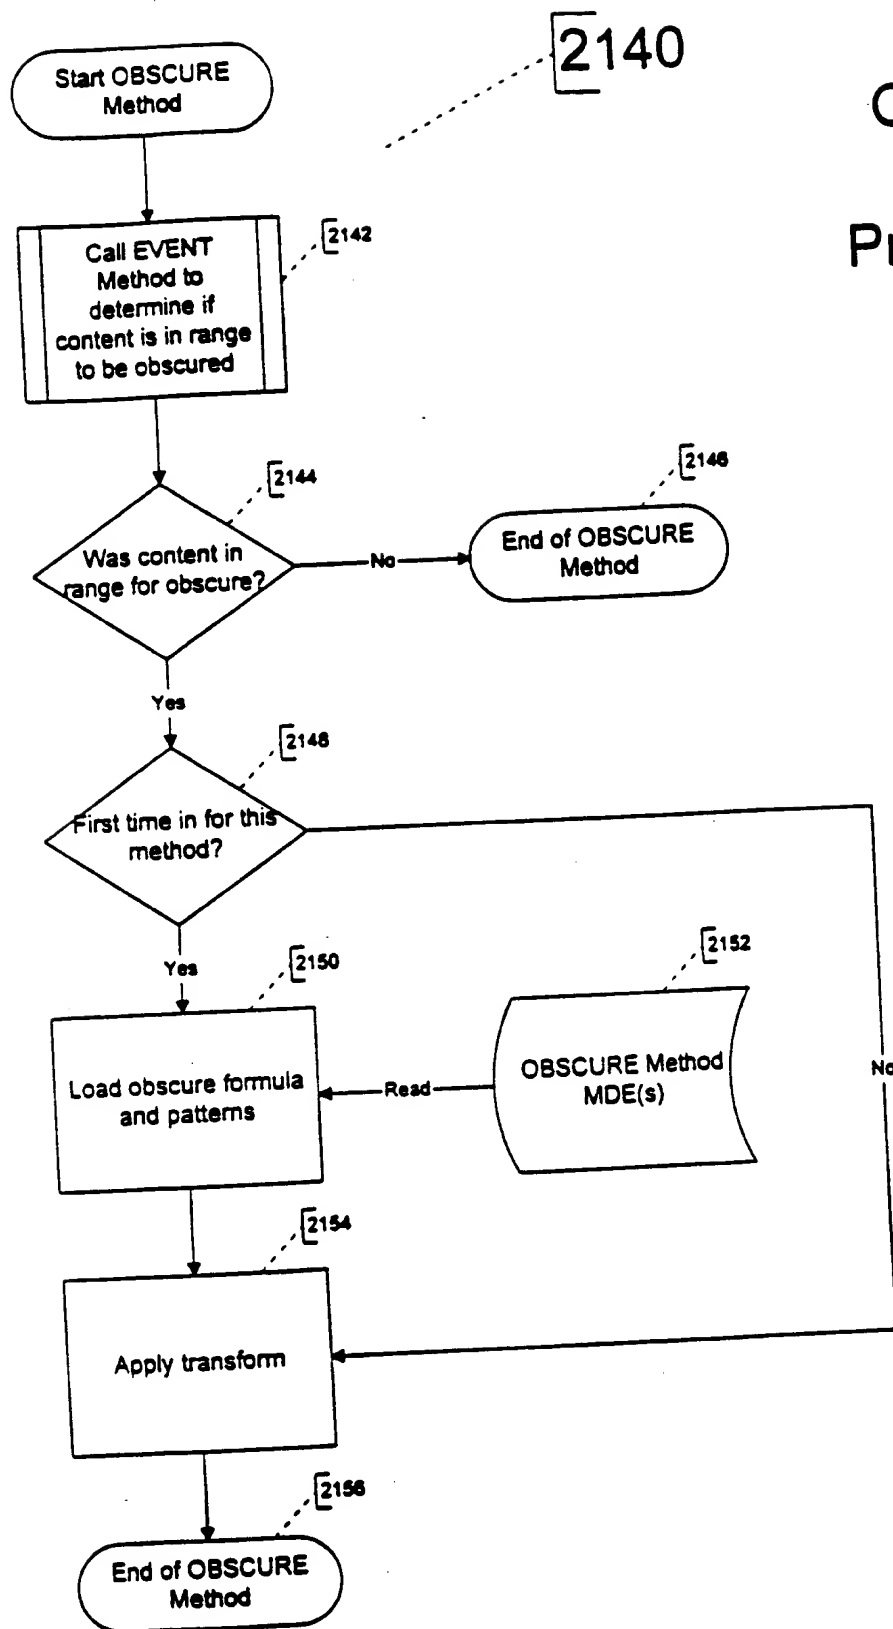 2140
Start OBSCURE
Method
2142
Call EVENT
Method to
determine if
content is in range
to be obscured
2144
2146
Was content in
range for obscure?
No
End of OBSCURE
Method
Yes
2148
First time in for this
method?
Yes
2150
2152
Load obscure formula
and patterns
Read
OBSCURE Method
MDE(s)
No
2154
Apply transform
2156
End of OBSCURE
Method